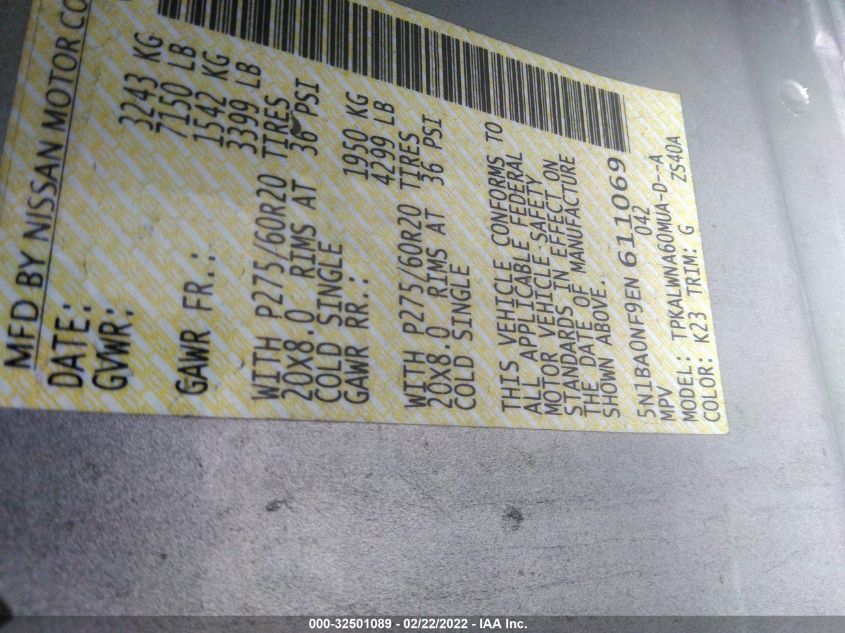 MFD BY NISSAN MOTOR CO
DATE:
GVWR: 3243 KG
7150 LB
GAWR FR.: 1542 KG
3399 LB
WITH P275/60R20 TIRES
20X8.0 RIMS AT 36 PSI
COLD SINGLE
GAWR RR.: 1950 KG
4299 LB
WITH P275/60R20 TIRES
20X8.0 RIMS AT 36 PSI
COLD SINGLE
THIS VEHICLE CONFORMS TO
ALL APPLICABLE FEDERAL
MOTOR VEHICLE SAFETY
STANDARDS IN EFFECT ON
THE DATE OF MANUFACTURE
SHOWN ABOVE.
5N1BA0NF9EN611069
MPV 042
MODEL: TPKALWNA60MUA-D--A
COLOR: K23 TRIM: G ZS40A
000-32501089 - 02/22/2022 - IAA Inc.